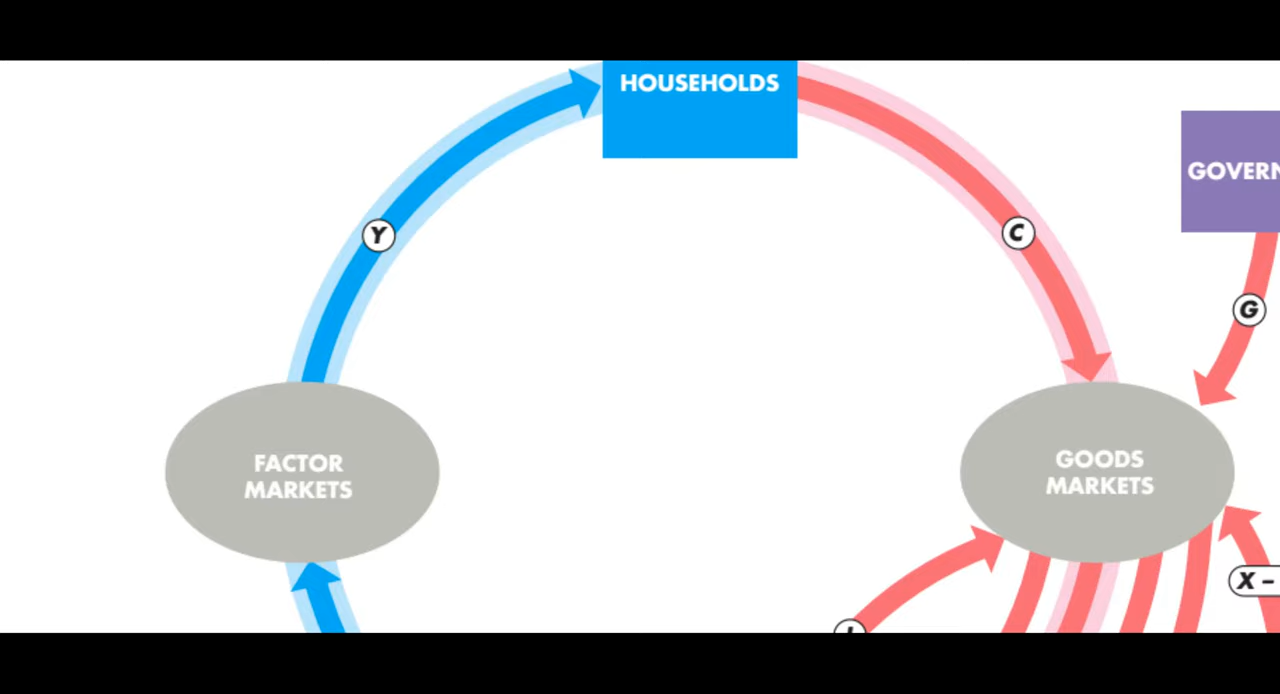 HOUSEHOLDS
GOVERN
Y
C
G
FACTOR
MARKETS
GOODS
MARKETS
X –